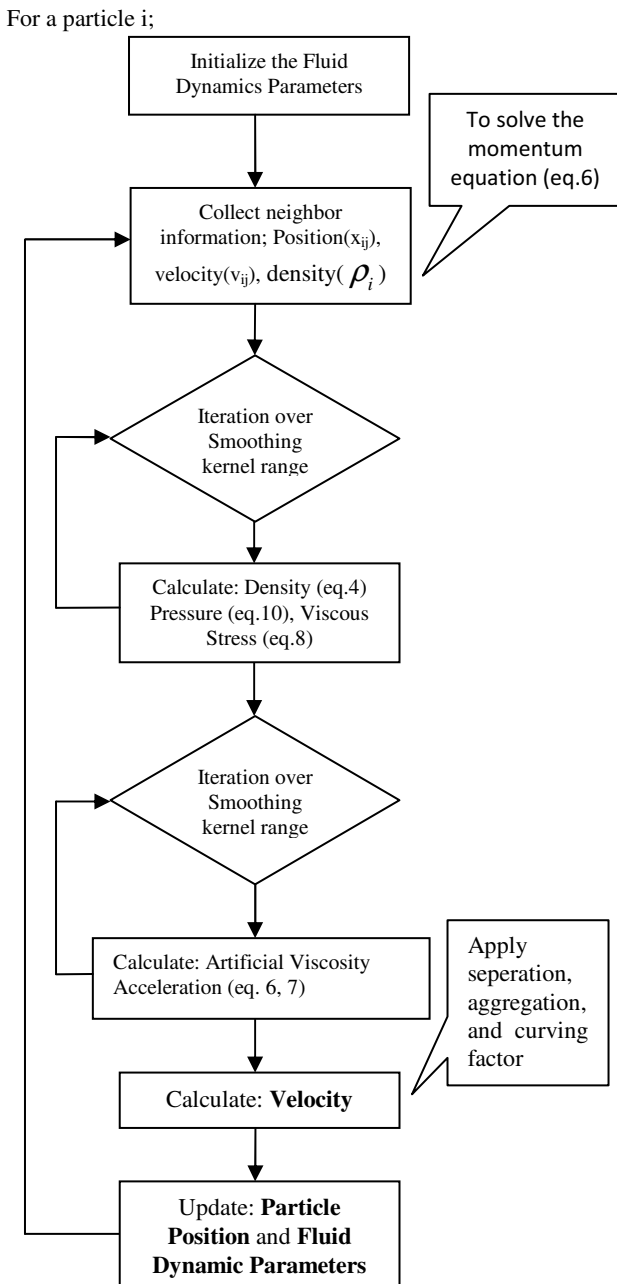 For a particle i;
Initialize the Fluid
Dynamics Parameters
To solve the
momentum
equation (eq.6)
Collect neighbor
information; Position(xij),
velocity(vij), density( ρi )
Iteration over
Smoothing
kernel range
Calculate: Density (eq.4)
Pressure (eq.10), Viscous
Stress (eq.8)
Iteration over
Smoothing
kernel range
Calculate: Artificial Viscosity
Acceleration (eq. 6, 7)
Apply
seperation,
aggregation,
and curving
factor
Calculate: Velocity
Update: Particle
Position and Fluid
Dynamic Parameters